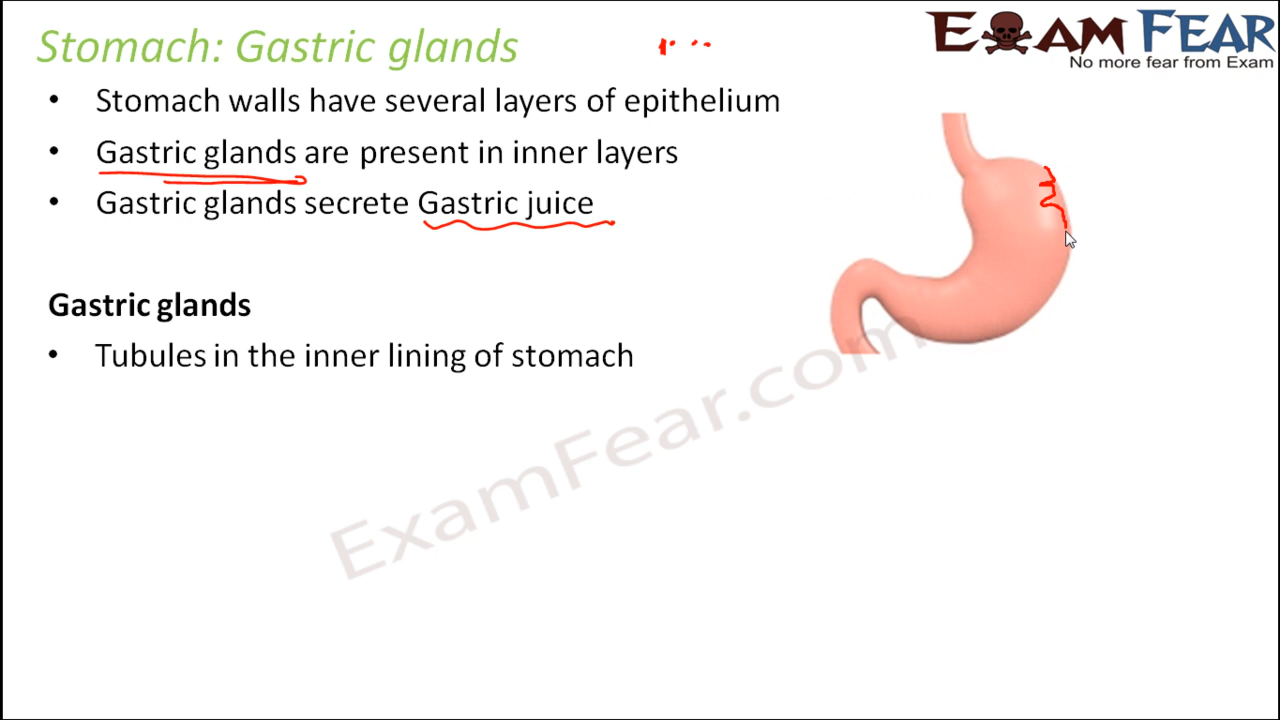 Stomach: Gastric glands
EXAM FEAR
No more fear from Exam
• Stomach walls have several layers of epithelium
• Gastric glands are present in inner layers
• Gastric glands secrete Gastric juice
Gastric glands
• Tubules in the inner lining of stomach
ExamFear.com